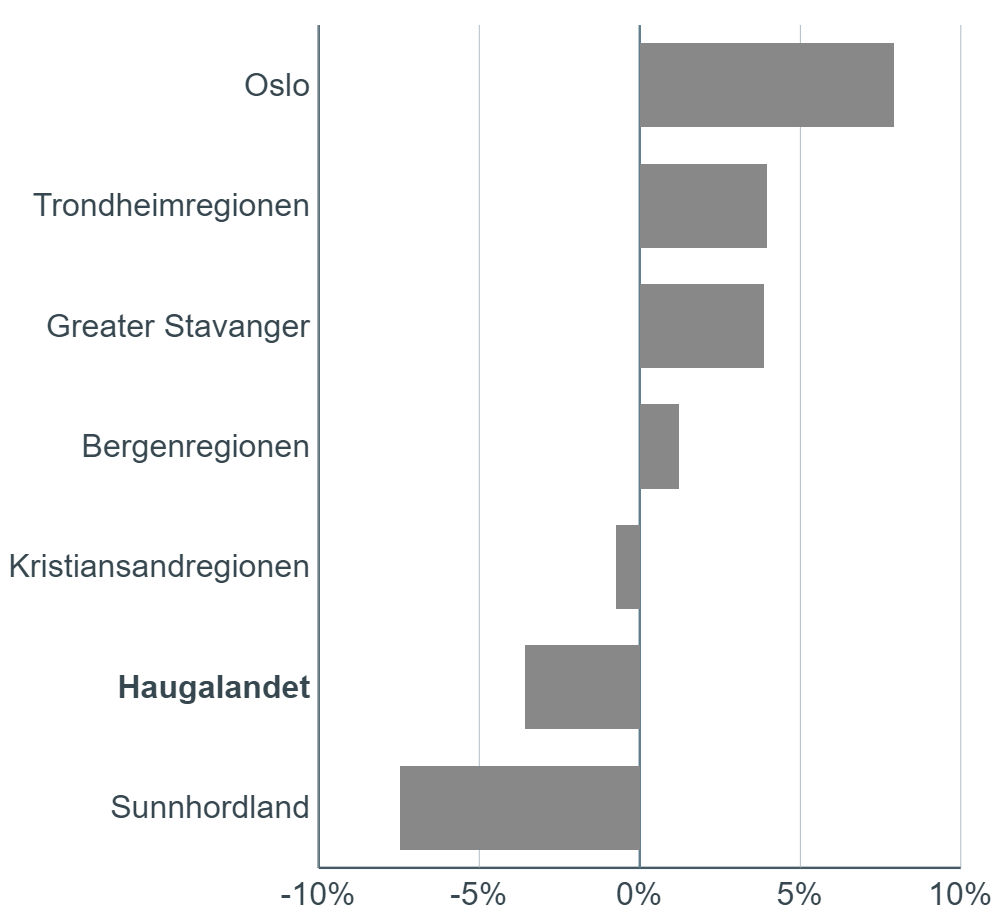 Oslo
Trondheimregionen
Greater Stavanger
Bergenregionen
Kristiansandregionen
Haugalandet
Sunnhordland
-10% -5% 0% 5% 10%